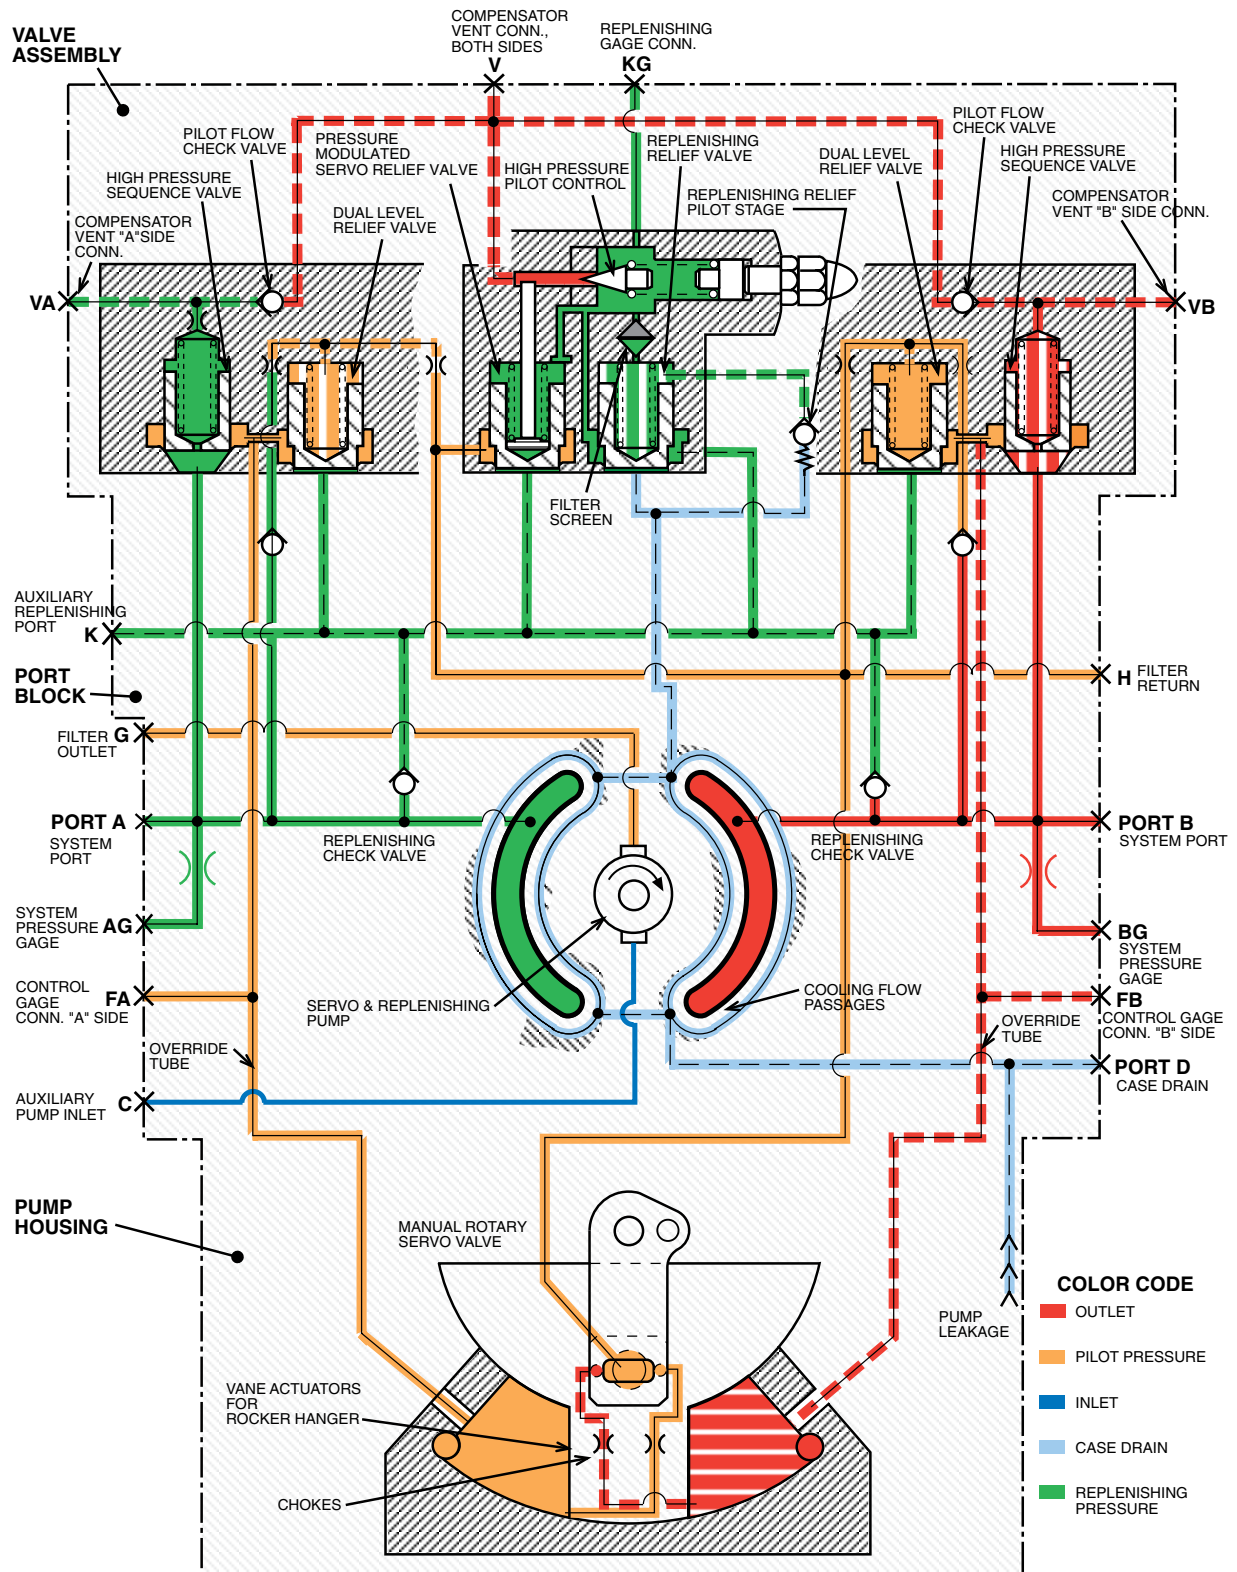 VALVE
ASSEMBLY
COMPENSATOR
VENT CONN.,
BOTH SIDES
V
REPLENISHING
GAGE CONN.
KG
PILOT FLOW
CHECK VALVE
PRESSURE
MODULATED
SERVO RELIEF VALVE
HIGH PRESSURE
PILOT CONTROL
REPLENISHING
RELIEF VALVE
DUAL LEVEL
RELIEF VALVE
PILOT FLOW
CHECK VALVE
HIGH PRESSURE
SEQUENCE VALVE
HIGH PRESSURE
SEQUENCE VALVE
REPLENISHING RELIEF
PILOT STAGE
COMPENSATOR
VENT "B" SIDE CONN.
COMPENSATOR
VENT "A"SIDE
CONN.
DUAL LEVEL
RELIEF VALVE
VA
VB
FILTER
SCREEN
AUXILIARY
REPLENISHING
PORT
K
PORT
BLOCK
H FILTER
RETURN
FILTER G
OUTLET
PORT A
SYSTEM
PORT
REPLENISHING
CHECK VALVE
REPLENISHING
CHECK VALVE
PORT B
SYSTEM PORT
SYSTEM
PRESSURE
GAGE
AG
BG
SYSTEM
PRESSURE
GAGE
CONTROL
GAGE
CONN. "A" SIDE
FA
SERVO & REPLENISHING
PUMP
COOLING FLOW
PASSAGES
FB
CONTROL GAGE
CONN. "B" SIDE
OVERRIDE
TUBE
OVERRIDE
TUBE
PORT D
CASE DRAIN
AUXILIARY
PUMP INLET
C
PUMP
HOUSING
MANUAL ROTARY
SERVO VALVE
PUMP
LEAKAGE
COLOR CODE
OUTLET
PILOT PRESSURE
INLET
CASE DRAIN
REPLENISHING
PRESSURE
VANE ACTUATORS
FOR
ROCKER HANGER
CHOKES